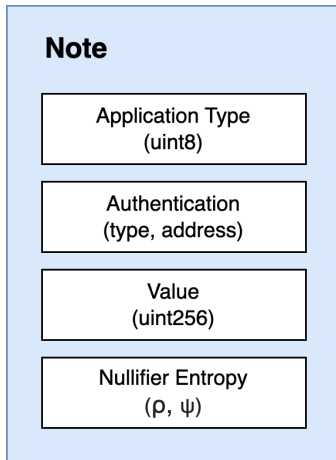 Note
Application Type
(uint8)
Authentication
(type, address)
Value
(uint256)
Nullifier Entropy
(ρ, ψ)